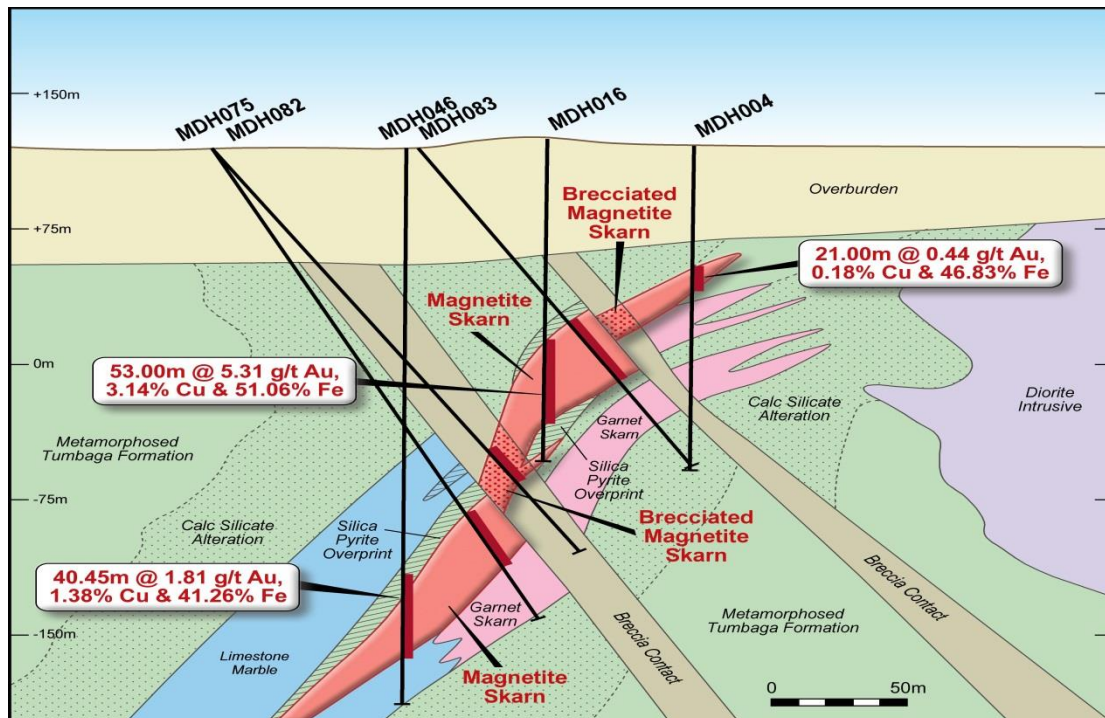 +150m
MDH075
MDH082
MDH046
MDH083
MDH016
MDH004
Overburden
+75m
Brecciated
Magnetite
Skarn
21.00m @ 0.44 g/t Au,
0.18% Cu & 46.83% Fe
Magnetite
Skarn
0m
53.00m @ 5.31 g/t Au,
3.14% Cu & 51.06% Fe
Diorite
Intrusive
Calc Silicate
Alteration
Garnet
Skarn
Metamorphosed
Tumbaga Formation
Silica
Pyrite
Overprint
-75m
Brecciated
Magnetite
Skarn
Calc Silicate
Alteration
Silica
Pyrite
Overprint
40.45m @ 1.81 g/t Au,
1.38% Cu & 41.26% Fe
Breccia Contact
Garnet
Skarn
Breccia Contact
Metamorphosed
Tumbaga Formation
-150m
Limestone
Marble
Magnetite
Skarn
0
50m